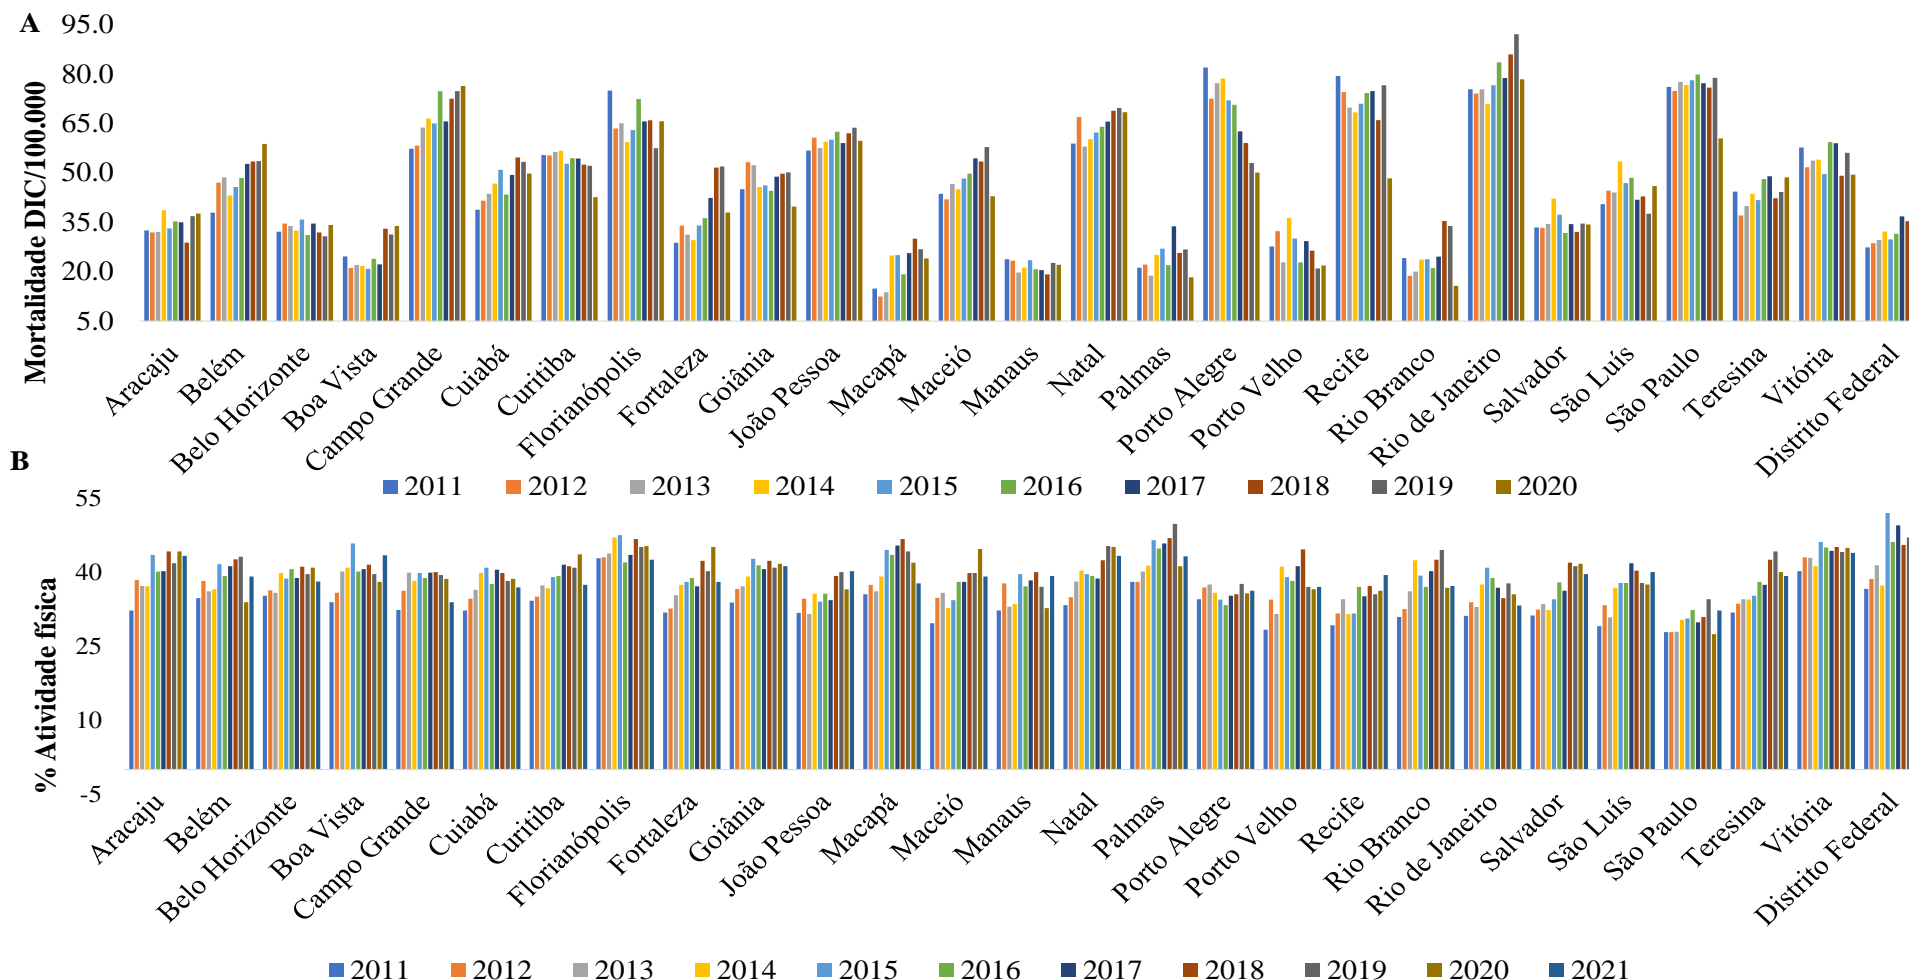 A
Mortalidade DIC/100.000
95.0
80.0
65.0
50.0
35.0
20.0
5.0
Aracaju
Belém
Belo Horizonte
Boa Vista
Campo Grande
Cuiabá
Curitiba
Florianópolis
Fortaleza
Goiânia
João Pessoa
Macapá
Maceió
Manaus
Natal
Palmas
Porto Alegre
Porto Velho
Recife
Rio Branco
Rio de Janeiro
Salvador
São Luís
São Paulo
Teresina
Vitória
Distrito Federal
2011 2012 2013 2014 2015 2016 2017 2018 2019 2020
B
% Atividade física
55
40
25
10
-5
Aracaju
Belém
Belo Horizonte
Boa Vista
Campo Grande
Cuiabá
Curitiba
Florianópolis
Fortaleza
Goiânia
João Pessoa
Macapá
Maceió
Manaus
Natal
Palmas
Porto Alegre
Porto Velho
Recife
Rio Branco
Rio de Janeiro
Salvador
São Luís
São Paulo
Teresina
Vitória
Distrito Federal
2011 2012 2013 2014 2015 2016 2017 2018 2019 2020 2021